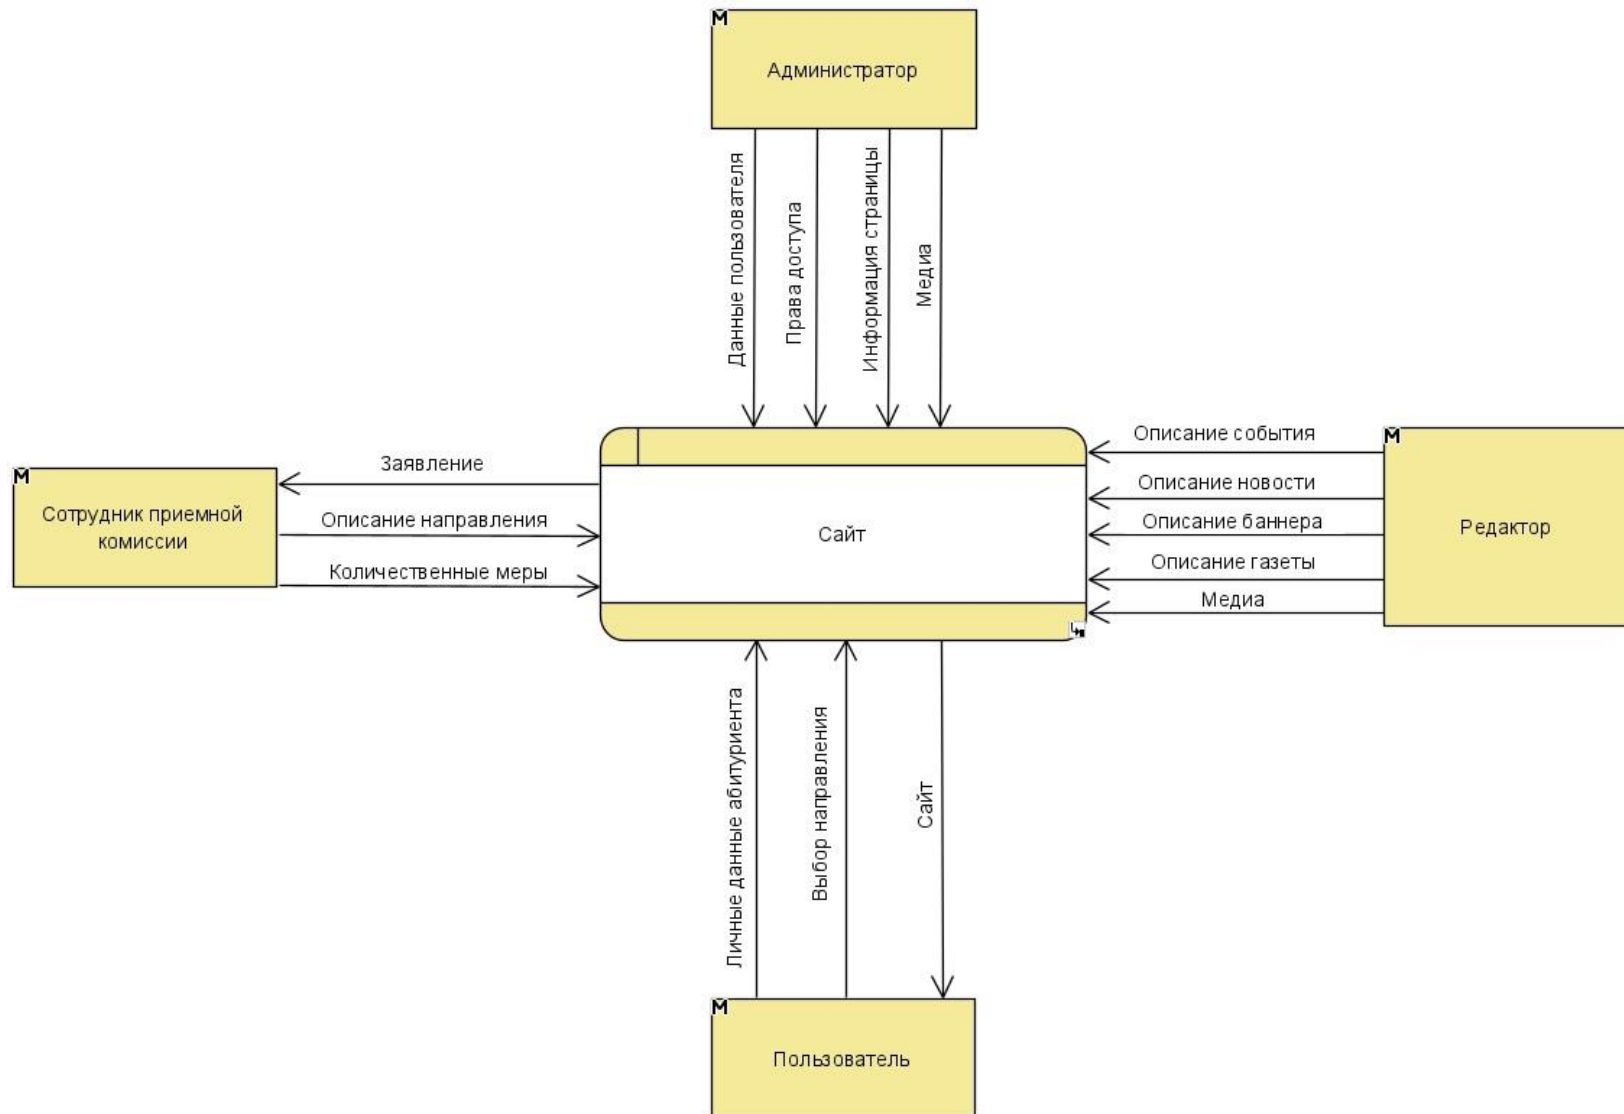 M
Администратор
Данные пользователя
Права доступа
Информация страницы
Медиа
M
Сотрудник приемной
комиссии
Заявление
Описание направления
Количественные меры
Сайт
Описание события
Описание новости
Описание баннера
Описание газеты
Медиа
M
Редактор
Личные данные абитуриента
Выбор направления
Сайт
M
Пользователь